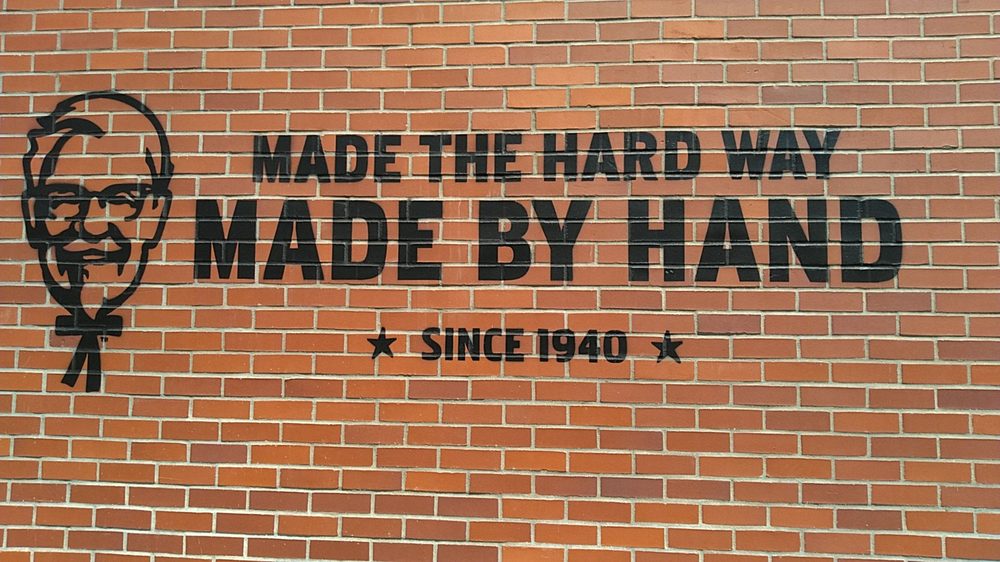 MADE THE HARD WAY
MADE BY HAND
★ SINCE 1940 ★